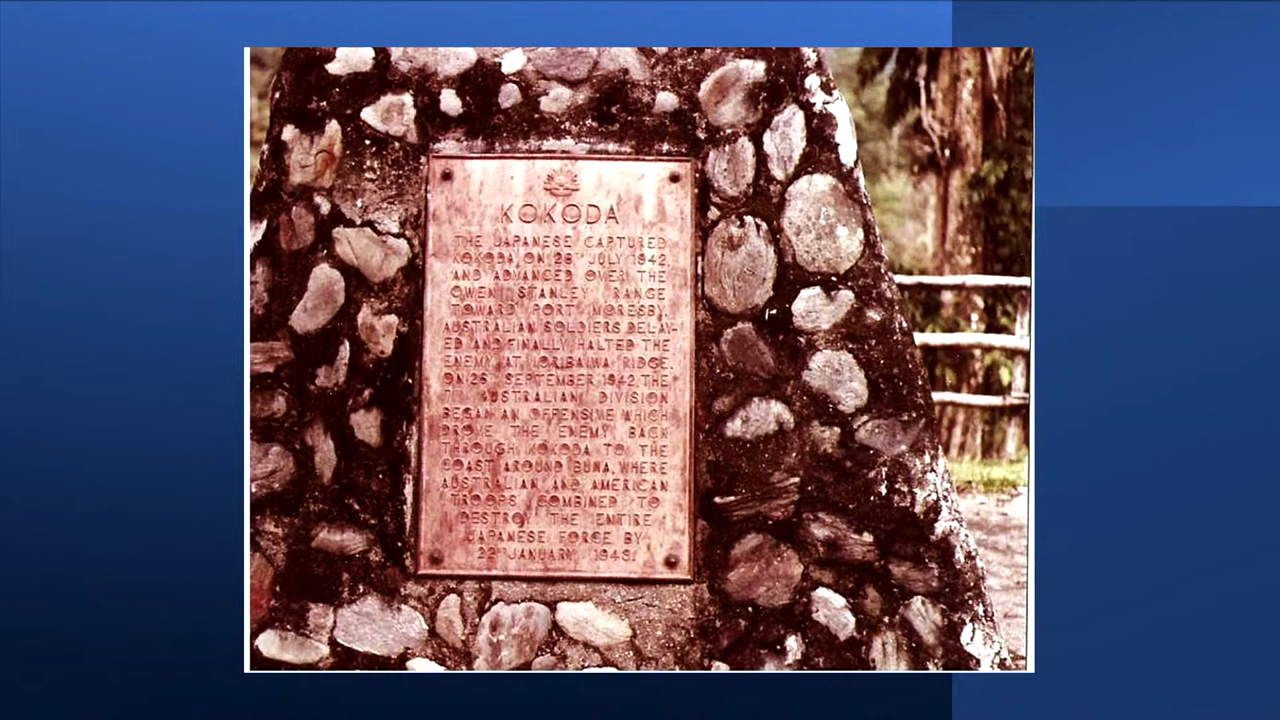 KOKODA
THE JAPANESE CAPTURED
KOKODA ON 28TH JULY 1942,
AND ADVANCED OVER THE
OWEN STANLEY RANGE
TOWARD PORT MORESBY.
AUSTRALIAN SOLDIERS DELAY-
ED AND FINALLY HALTED THE
ENEMY AT IORIBAIWA RIDGE.
ON 26TH SEPTEMBER 1942, THE
7TH AUSTRALIAN DIVISION
BEGAN AN OFFENSIVE WHICH
DROVE THE ENEMY BACK
THROUGH KOKODA TO THE
COAST AROUND BUNA, WHERE
AUSTRALIAN AND AMERICAN
TROOPS COMBINED TO
DESTROY THE ENTIRE
JAPANESE FORCE BY
22ND JANUARY 1943.